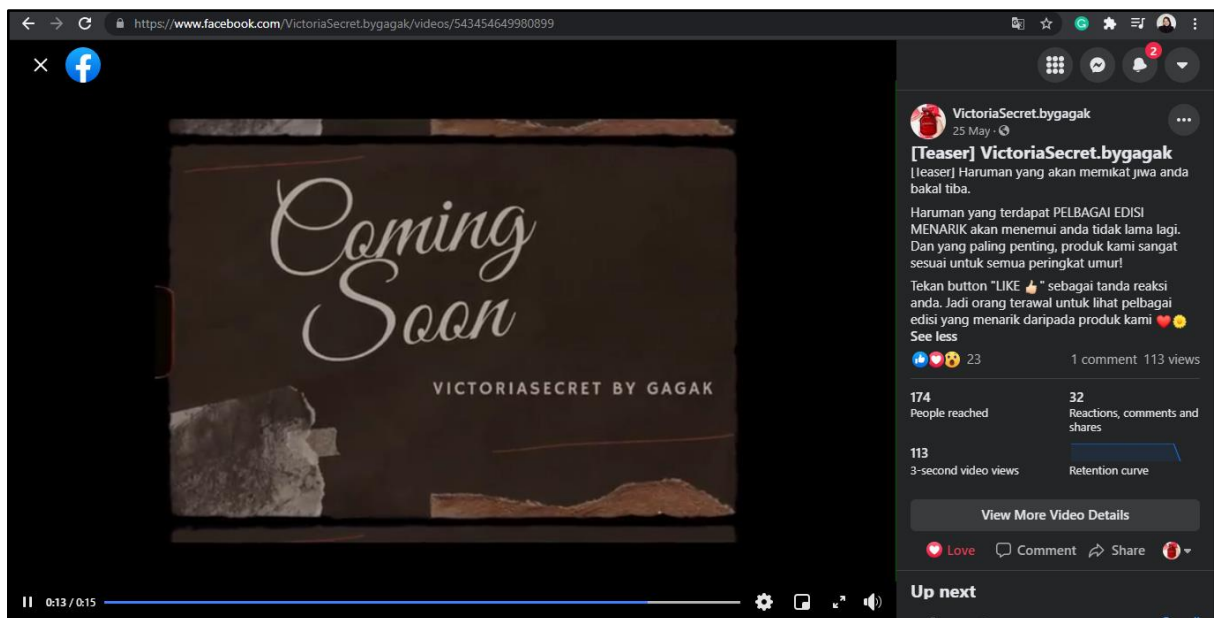 https://www.facebook.com/VictoriaSecret.bygagak/videos/543454649980899
2
Coming
Soon
VICTORIASECRET BY GAGAK
0:13 / 0:15
VictoriaSecret.bygagak
25 May ·
[Teaser] VictoriaSecret.bygagak
[Teaser] Haruman yang akan memikat jiwa anda
bakal tiba.
Haruman yang terdapat PELBAGAI EDISI
MENARIK akan menemui anda tidak lama lagi.
Dan yang paling penting, produk kami sangat
sesuai untuk semua peringkat umur!
Tekan button "LIKE 👍🏻" sebagai tanda reaksi
anda. Jadi orang terawal untuk lihat pelbagai
edisi yang menarik daripada produk kami ❤️🌼
See less
23 1 comment 113 views
174
People reached
32
Reactions, comments and
shares
113
3-second video views
Retention curve
View More Video Details
Love Comment Share
Up next